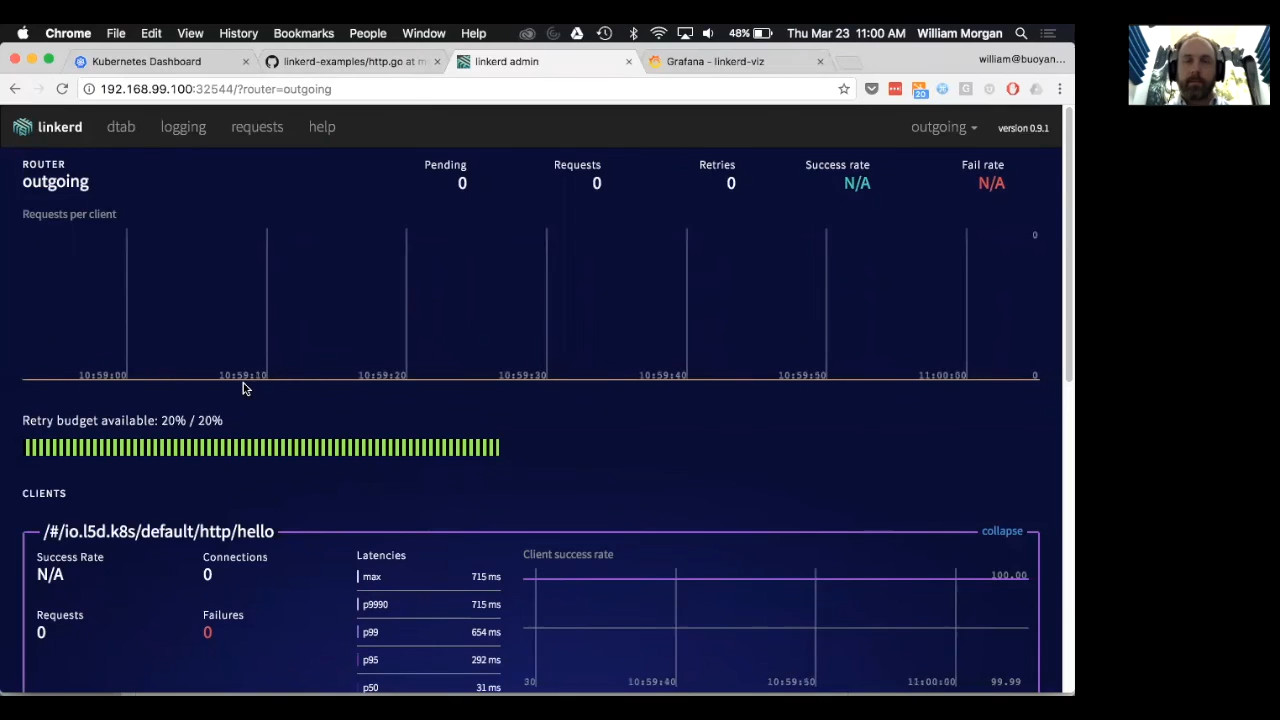 Chrome File Edit View History Bookmarks People Window Help 48% Thu Mar 23 11:00 AM William Morgan
Kubernetes Dashboard linkerd-examples/http.go at m linkerd admin Grafana - linkerd-viz william@buoyan...
192.168.99.100:32544/?router=outgoing
20
linkerd dtab logging requests help outgoing version 0.9.1
ROUTER Pending Requests Retries Success rate Fail rate
outgoing 0 0 0 N/A N/A
Requests per client
0
10:59:00 10:59:10 10:59:20 10:59:30 10:59:40 10:59:50 11:00:00 0
Retry budget available: 20% / 20%
CLIENTS
/#/io.l5d.k8s/default/http/hello collapse
Success Rate Connections Latencies Client success rate
N/A 0 max 715 ms 100.00
p9990 715 ms
Requests Failures
0 0 p99 654 ms
p95 292 ms
p50 31 ms 30 10:59:40 10:59:50 11:00:00 99.99